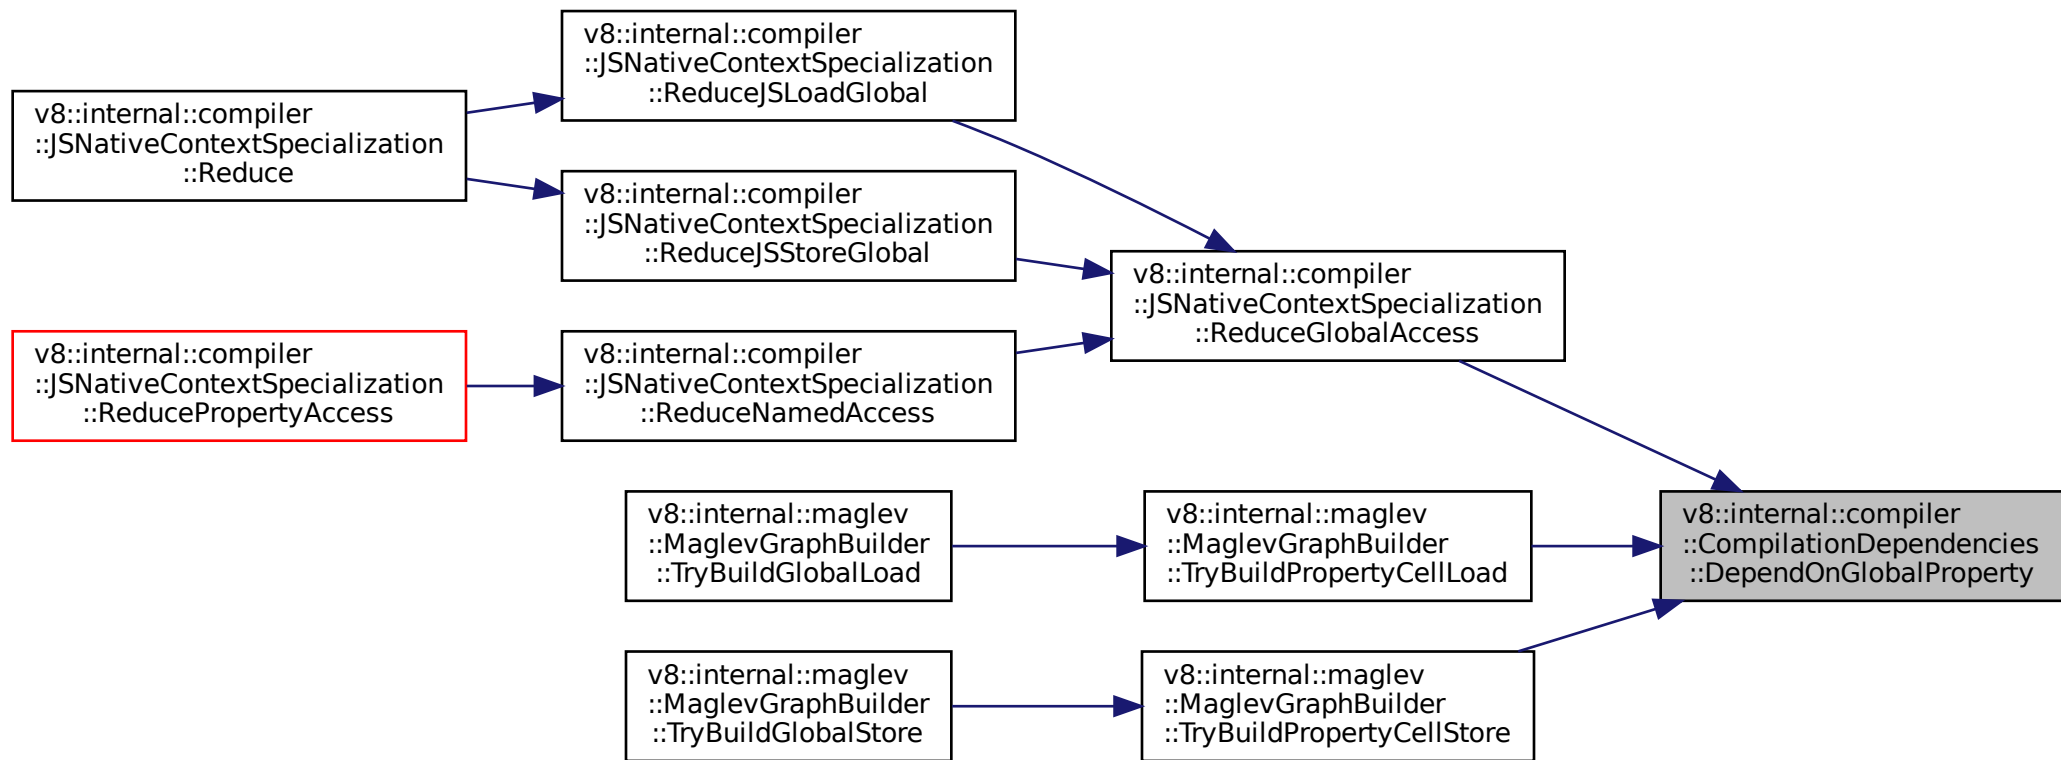 v8::internal::compiler
::JSNativeContextSpecialization
::ReduceJSLoadGlobal
v8::internal::compiler
::JSNativeContextSpecialization
::Reduce
v8::internal::compiler
::JSNativeContextSpecialization
::ReduceJSStoreGlobal
v8::internal::compiler
::JSNativeContextSpecialization
::ReduceGlobalAccess
v8::internal::compiler
::JSNativeContextSpecialization
::ReducePropertyAccess
v8::internal::compiler
::JSNativeContextSpecialization
::ReduceNamedAccess
v8::internal::maglev
::MaglevGraphBuilder
::TryBuildGlobalLoad
v8::internal::maglev
::MaglevGraphBuilder
::TryBuildPropertyCellLoad
v8::internal::compiler
::CompilationDependencies
::DependOnGlobalProperty
v8::internal::maglev
::MaglevGraphBuilder
::TryBuildGlobalStore
v8::internal::maglev
::MaglevGraphBuilder
::TryBuildPropertyCellStore